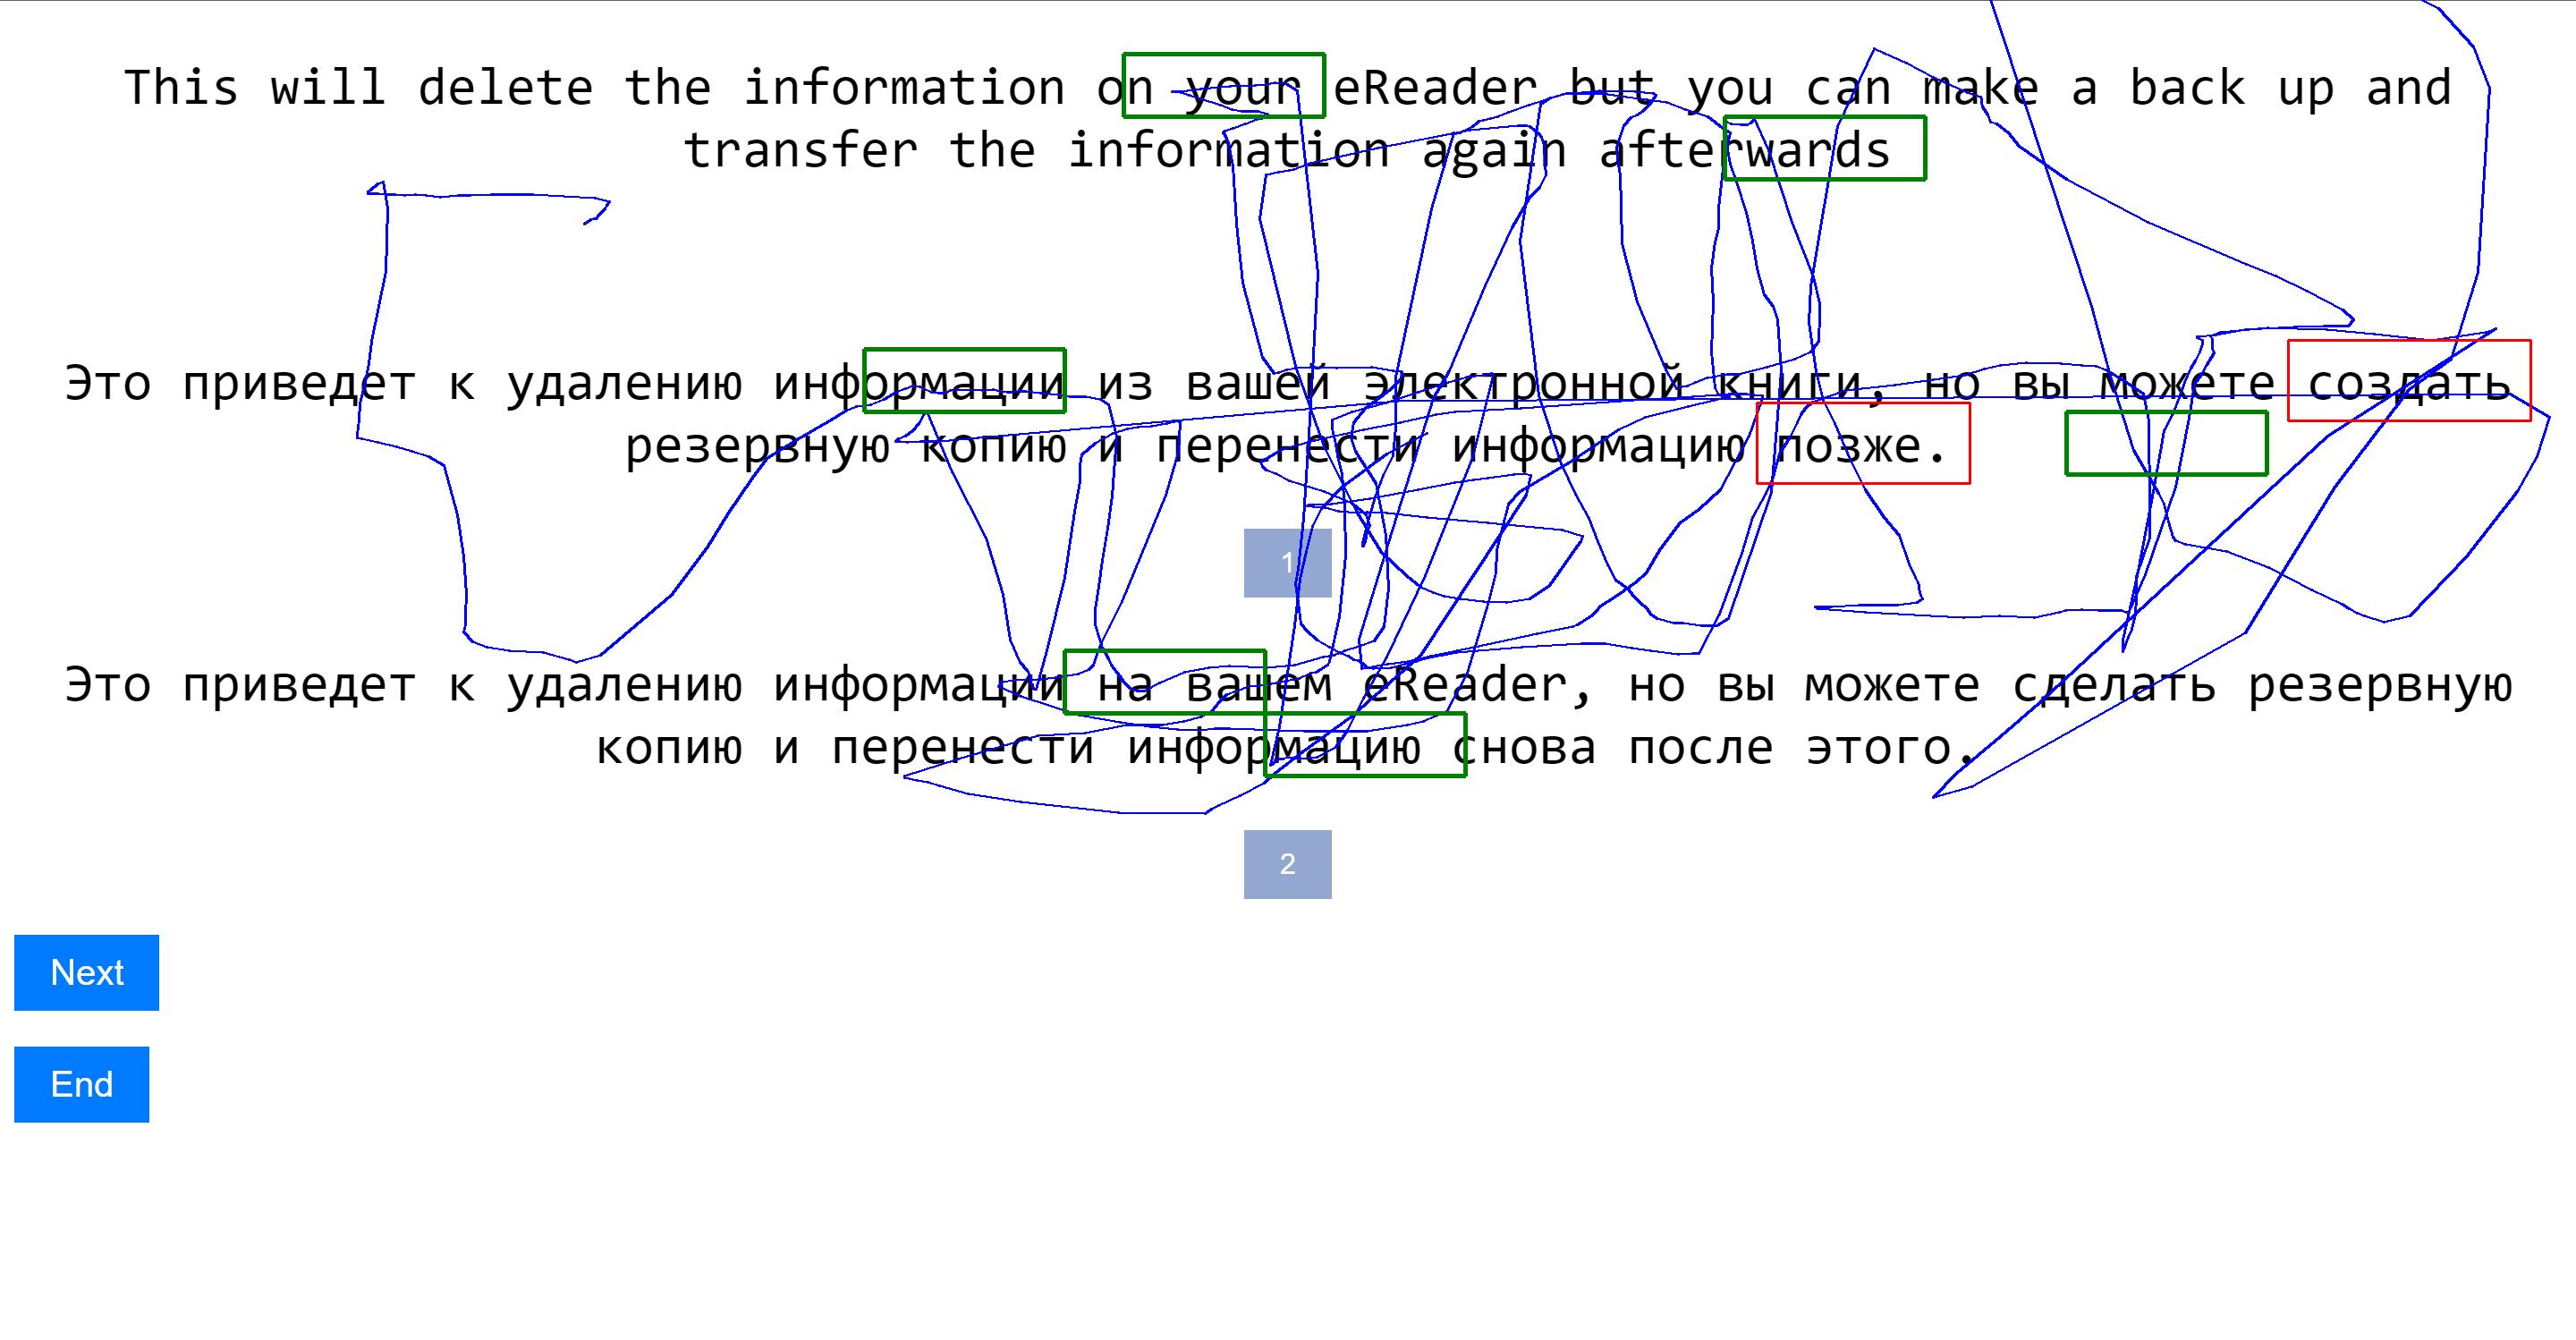 This will delete the information on your eReader but you can make a back up and
transfer the information again afterwards
Это приведет к удалению информации из вашей электронной книги, но вы можете создать
резервную копию и перенести информацию позже.
1
Это приведет к удалению информации на вашем eReader, но вы можете сделать резервную
копию и перенести информацию снова после этого.
2
Next
End